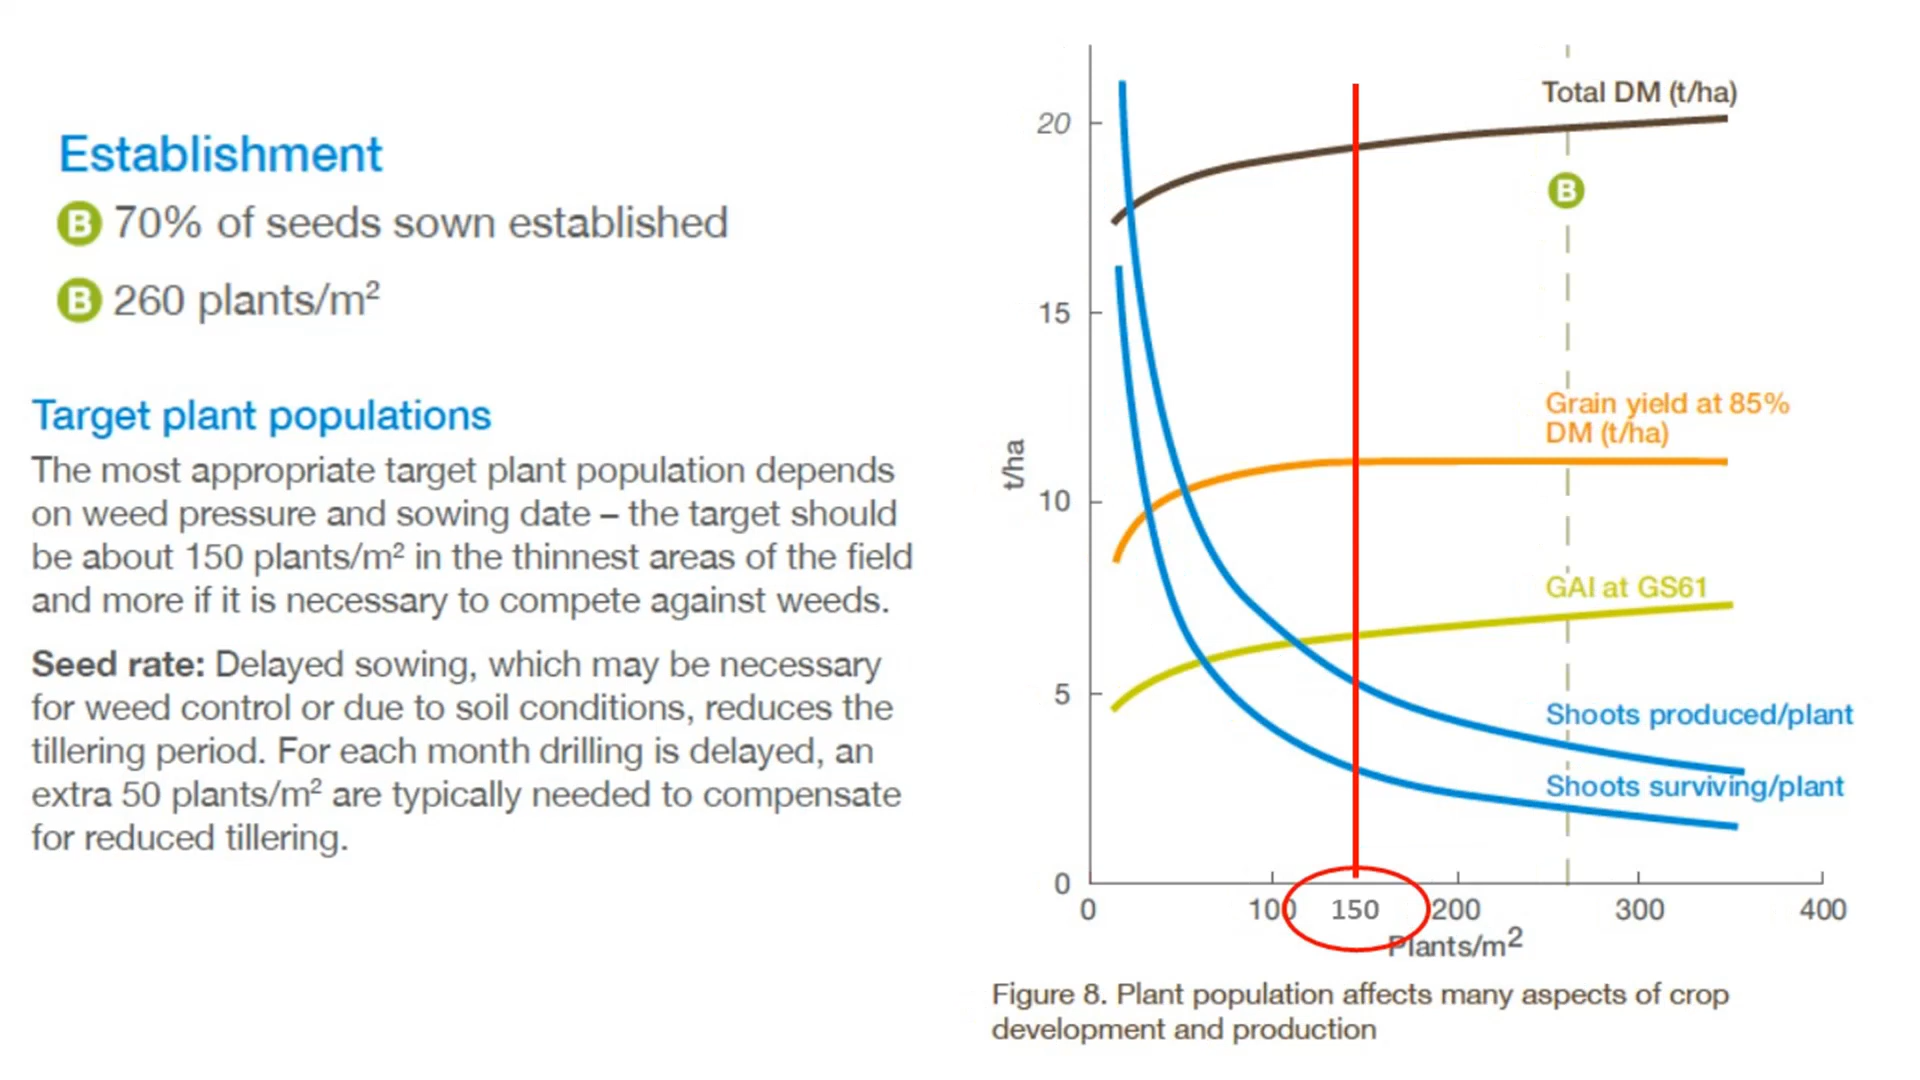 Establishment
B 70% of seeds sown established
B 260 plants/m²
Target plant populations
The most appropriate target plant population depends
on weed pressure and sowing date – the target should
be about 150 plants/m² in the thinnest areas of the field
and more if it is necessary to compete against weeds.
Seed rate: Delayed sowing, which may be necessary
for weed control or due to soil conditions, reduces the
tillering period. For each month drilling is delayed, an
extra 50 plants/m² are typically needed to compensate
for reduced tillering.
Total DM (t/ha)
20
B
15
Grain yield at 85%
DM (t/ha)
t/ha
10
GAI at GS61
5
Shoots produced/plant
Shoots surviving/plant
0
0 100 150 200 300 400
Plants/m²
Figure 8. Plant population affects many aspects of crop
development and production